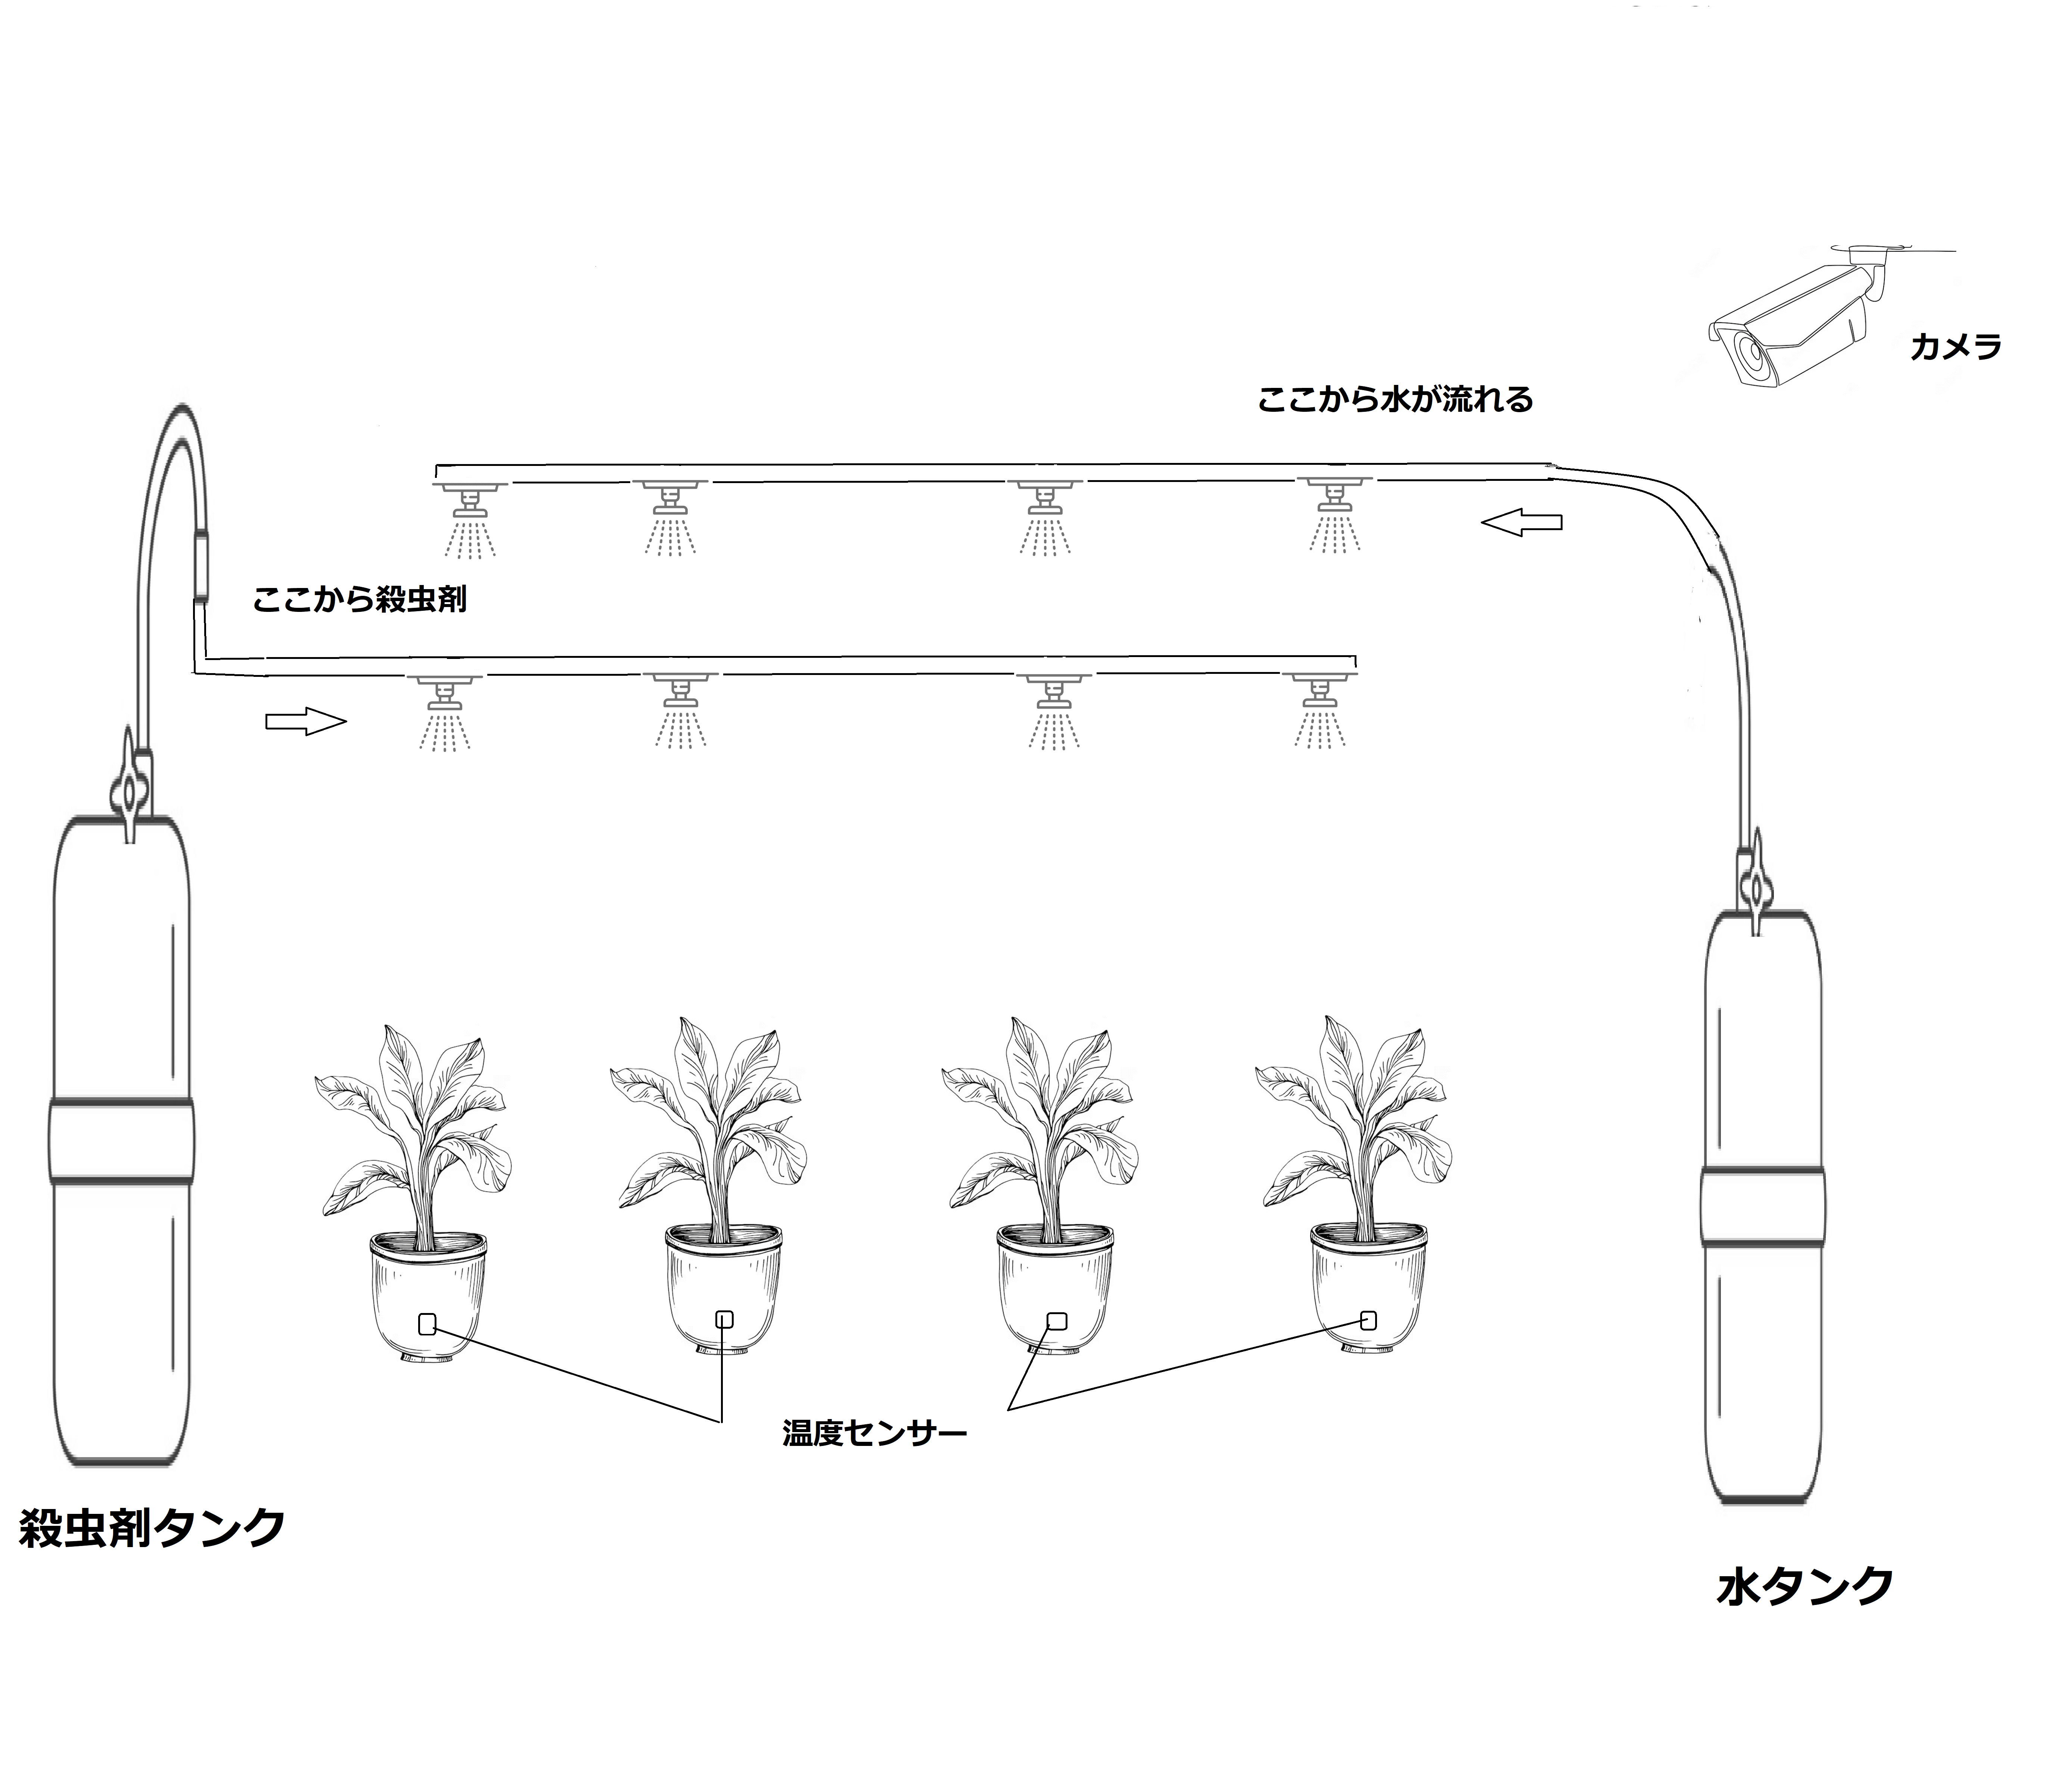 カメラ
ここから水が流れる
ここから殺虫剤
温度センサー
殺虫剤タンク
水タンク